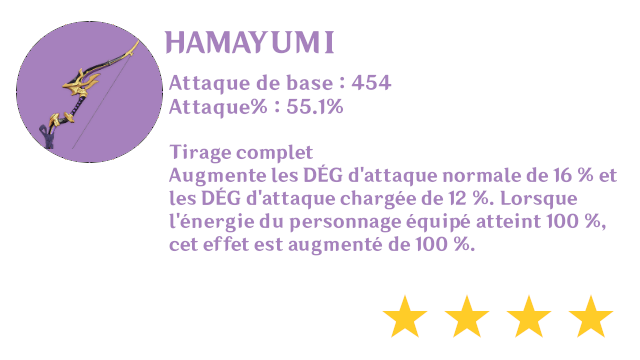 HAMAYUMI
Attaque de base : 454
Attaque% : 55.1%
Tirage complet
Augmente les DÉG d'attaque normale de 16 % et
les DÉG d'attaque chargée de 12 %. Lorsque
l'énergie du personnage équipé atteint 100 %,
cet effet est augmenté de 100 %.